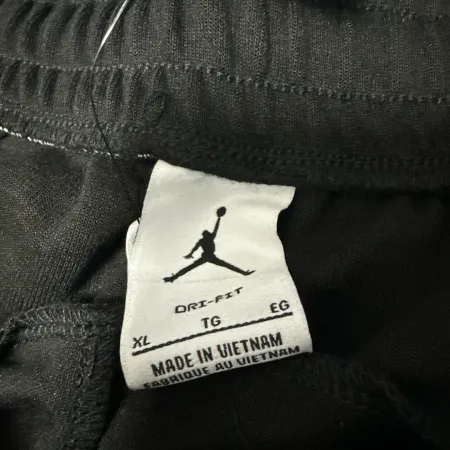 DRI-FIT
XL TG EG
MADE IN VIETNAM
FABRIQUE AU VIETNAM